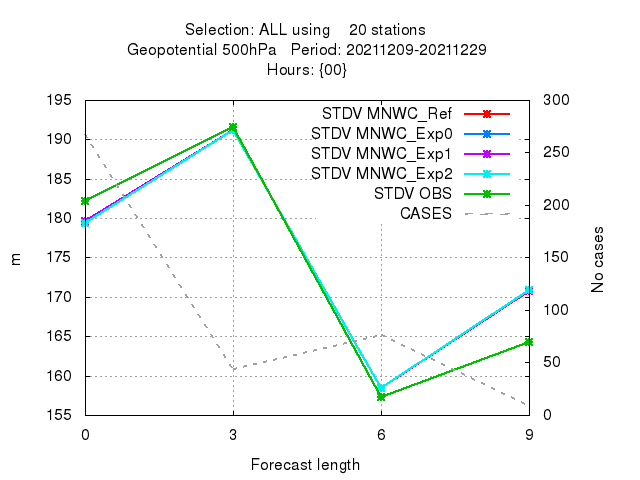 Selection: ALL using 20 stations
Geopotential 500hPa Period: 20211209-20211229
Hours: {00}
195 300
STDV MNWC_Ref
190 STDV MNWC_Exp0
250
STDV MNWC_Exp1
185 STDV MNWC_Exp2
STDV OBS
200
180 CASES
m
175 150
No cases
170
100
165
50
160
155 0
0 3 6 9
Forecast length